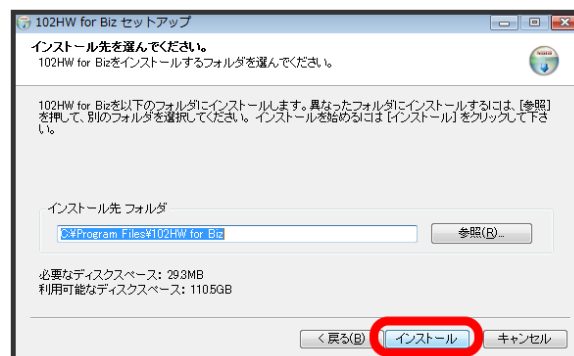 102HW for Biz セットアップ
インストール先を選んでください。
102HW for Bizをインストールするフォルダを選んでください。
102HW for Bizを以下のフォルダにインストールします。異なったフォルダにインストールするには、[参照]
を押して、別のフォルダを選択してください。インストールを始めるには [インストール] をクリックして下さ
い。
インストール先 フォルダ
C:¥Program Files¥102HW for Biz
参照(R)...
必要なディスクスペース: 29.3MB
利用可能なディスクスペース: 110.5GB
< 戻る(B)
インストール
キャンセル